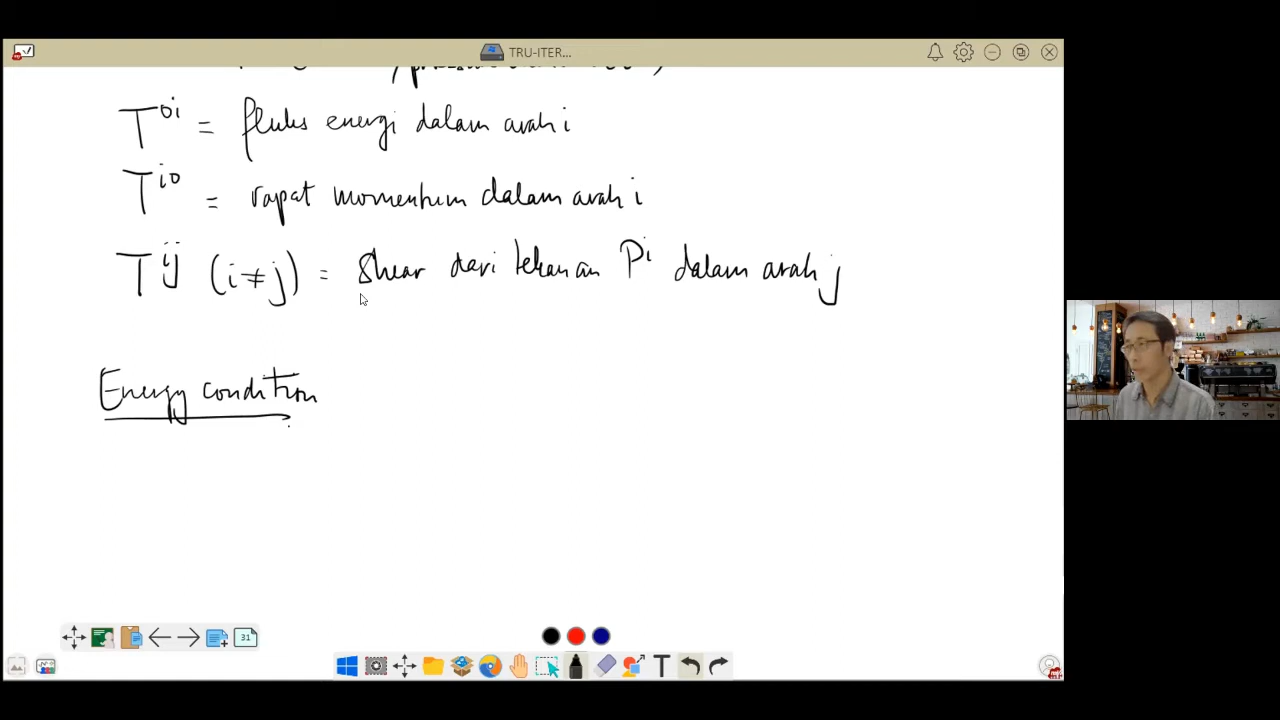 TRU-ITER...
T^{0i} = fluks energi dalam arah i
T^{i0} = rapat momentum dalam arah i
T^{ij} (i≠j) = shear dari tekanan P^i dalam arah j
Energy condition
31
T